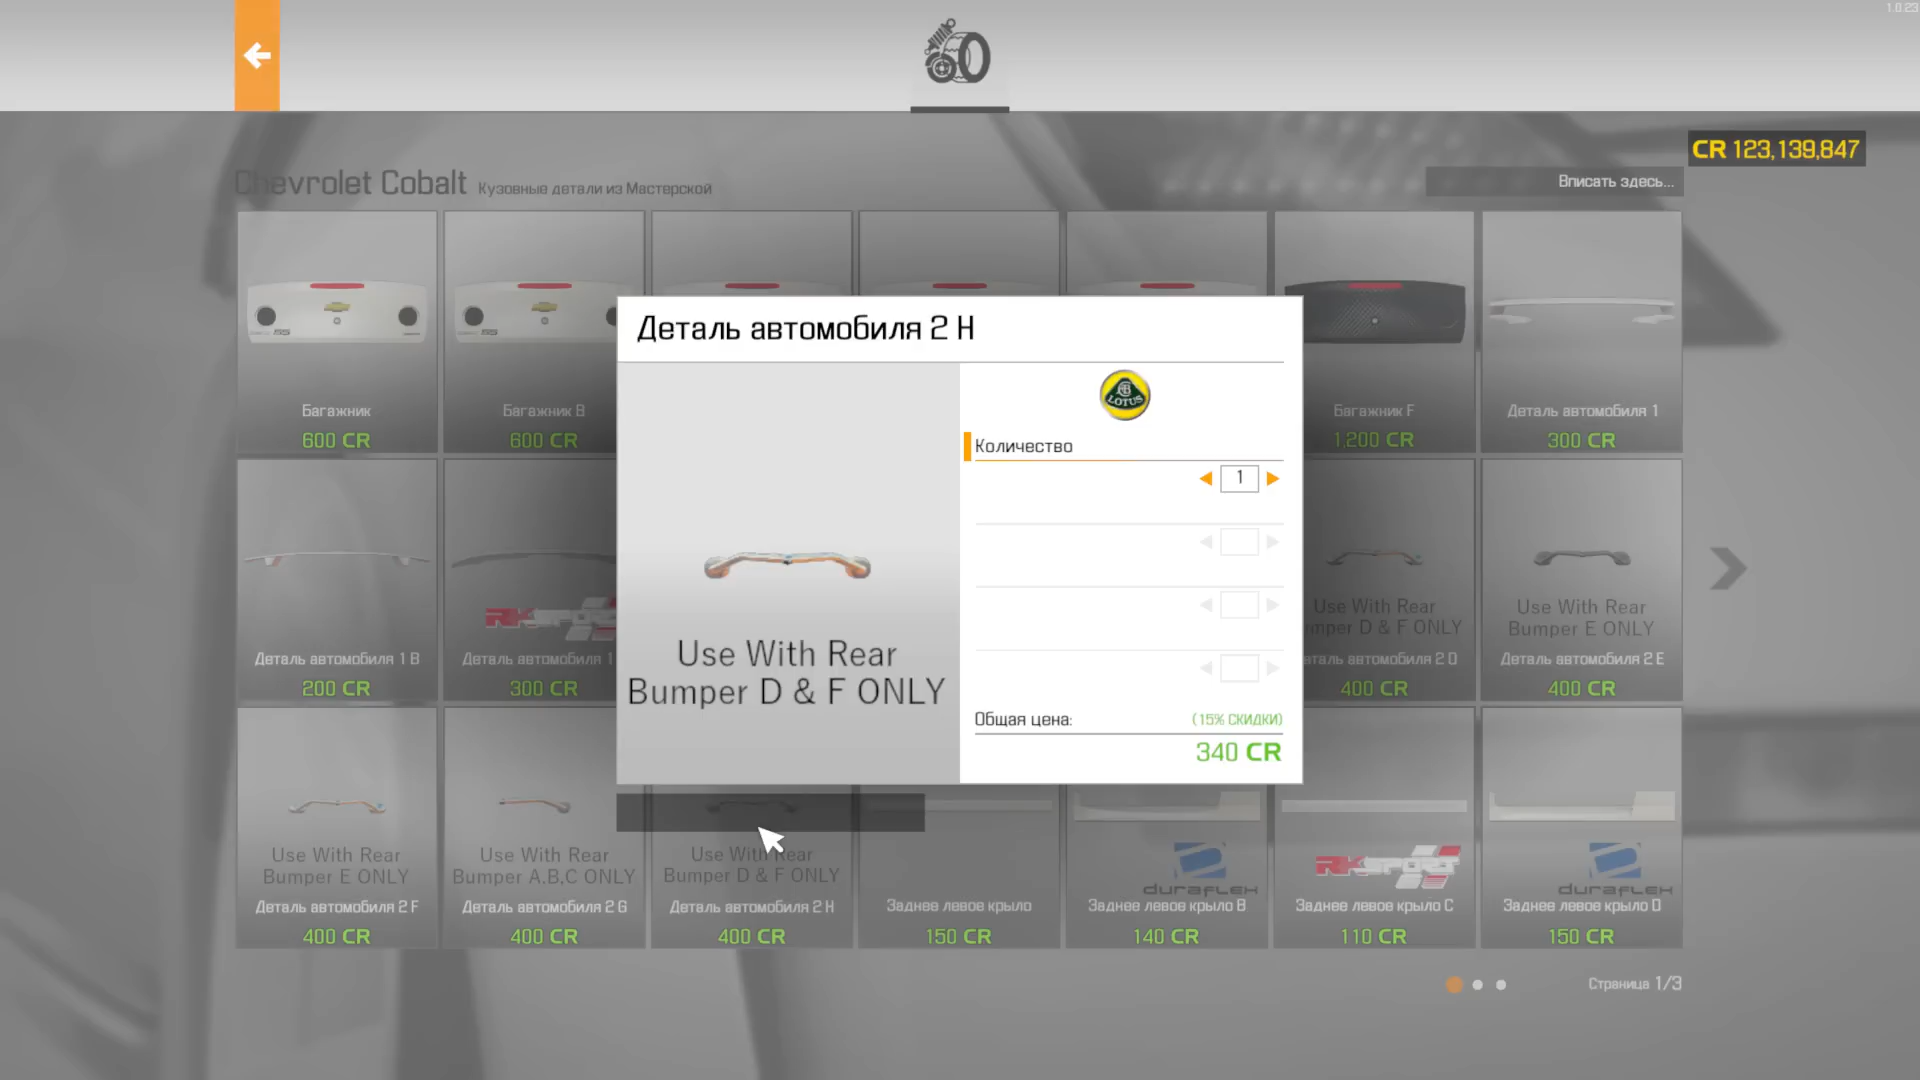 1.0.23
CR 123,139,847
Chevrolet Cobalt Кузовные детали из Мастерской
Вписать здесь...
Багажник
600 CR
Багажник B
600 CR
Багажник F
1,200 CR
Деталь автомобиля 1
300 CR
Деталь автомобиля 2 H
LOTUS
Количество
1
Use With Rear
Bumper D & F ONLY
Общая цена:
(15% СКИДКИ)
340 CR
Деталь автомобиля 1 B
200 CR
Деталь автомобиля 1
300 CR
Use With Rear
Bumper D & F ONLY
Деталь автомобиля 2 D
400 CR
Use With Rear
Bumper E ONLY
Деталь автомобиля 2 E
400 CR
Use With Rear
Bumper E ONLY
Деталь автомобиля 2 F
400 CR
Use With Rear
Bumper A,B,C ONLY
Деталь автомобиля 2 G
400 CR
Use With Rear
Bumper D & F ONLY
Деталь автомобиля 2 H
400 CR
Заднее левое крыло
150 CR
DURAFLEX
Заднее левое крыло B
140 CR
RKSPORT
Заднее левое крыло C
110 CR
DURAFLEX
Заднее левое крыло D
150 CR
Страница 1/3